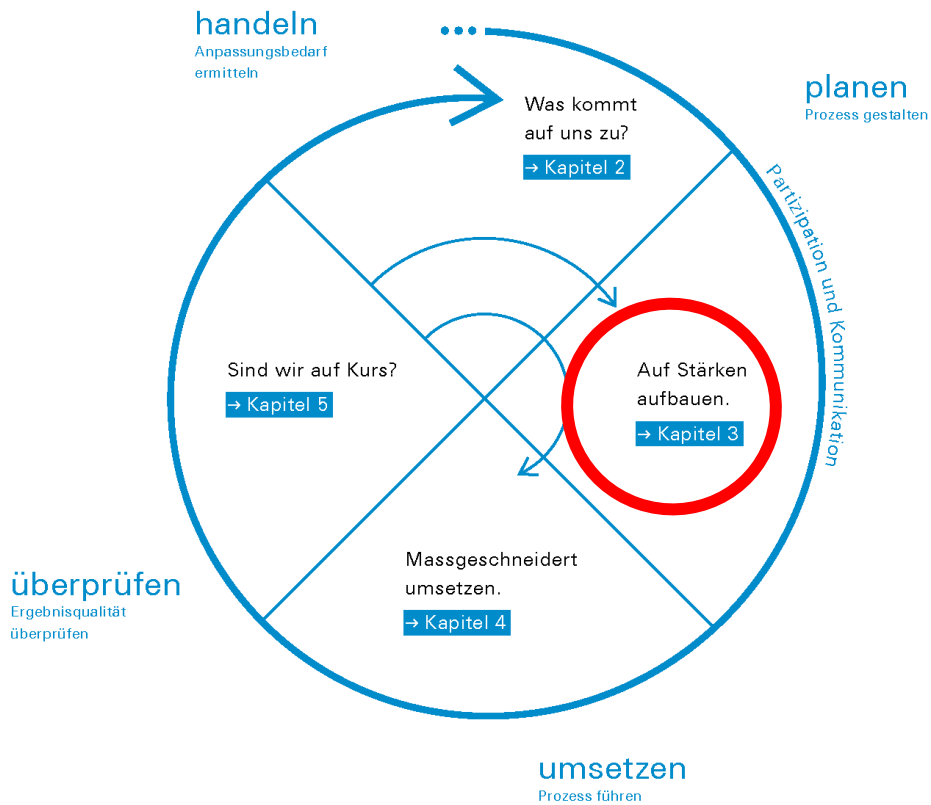 handeln
Anpassungsbedarf
ermitteln
planen
Prozess gestalten
Was kommt
auf uns zu?
→ Kapitel 2
Partizipation und Kommunikation
Auf Stärken
aufbauen.
→ Kapitel 3
Sind wir auf Kurs?
→ Kapitel 5
Massgeschneidert
umsetzen.
→ Kapitel 4
überprüfen
Ergebnisqualität
überprüfen
umsetzen
Prozess führen